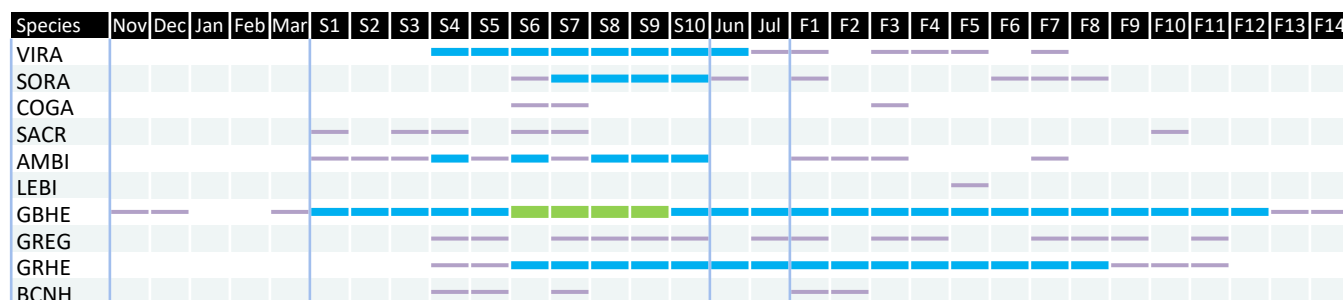 Species Nov Dec Jan Feb Mar S1 S2 S3 S4 S5 S6 S7 S8 S9 S10 Jun Jul F1 F2 F3 F4 F5 F6 F7 F8 F9 F10 F11 F12 F13 F14
VIRA
SORA
COGA
SACR
AMBI
LEBI
GBHE
GREG
GRHE
BCNH